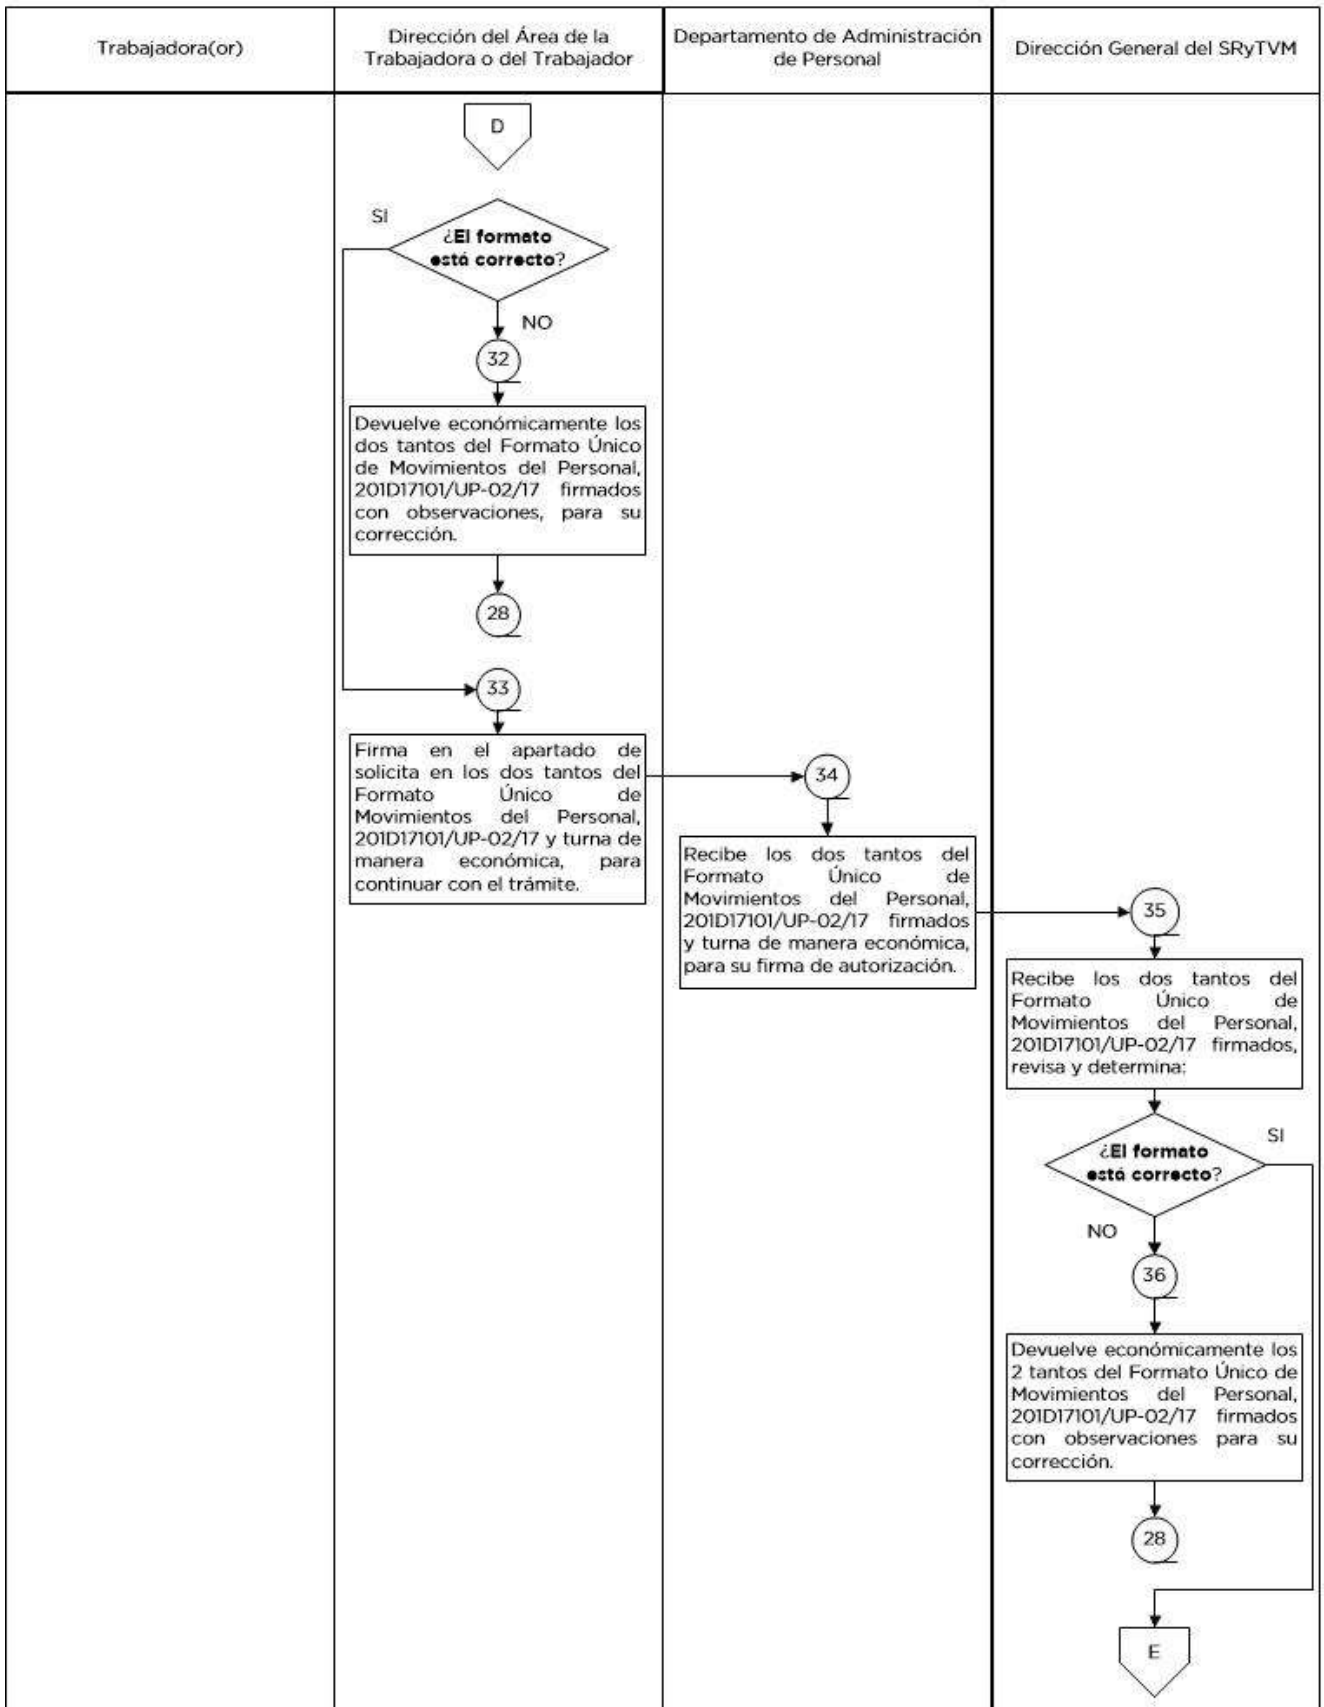 Trabajadora(or)
Dirección del Área de la
Trabajadora o del Trabajador
Departamento de Administración
de Personal
Dirección General del SRyTVM
D
SI
¿El formato
está correcto?
NO
32
Devuelve económicamente los
dos tantos del Formato Único
de Movimientos del Personal,
201D17101/UP-02/17 firmados
con observaciones, para su
corrección.
28
33
Firma en el apartado de
solicita en los dos tantos del
Formato Único de
Movimientos del Personal,
201D17101/UP-02/17 y turna de
manera económica, para
continuar con el trámite.
34
Recibe los dos tantos del
Formato Único de
Movimientos del Personal,
201D17101/UP-02/17 firmados
y turna de manera económica,
para su firma de autorización.
35
Recibe los dos tantos del
Formato Único de
Movimientos del Personal,
201D17101/UP-02/17 firmados,
revisa y determina:
¿El formato
está correcto?
SI
NO
36
Devuelve económicamente los
2 tantos del Formato Único de
Movimientos del Personal,
201D17101/UP-02/17 firmados
con observaciones para su
corrección.
28
E